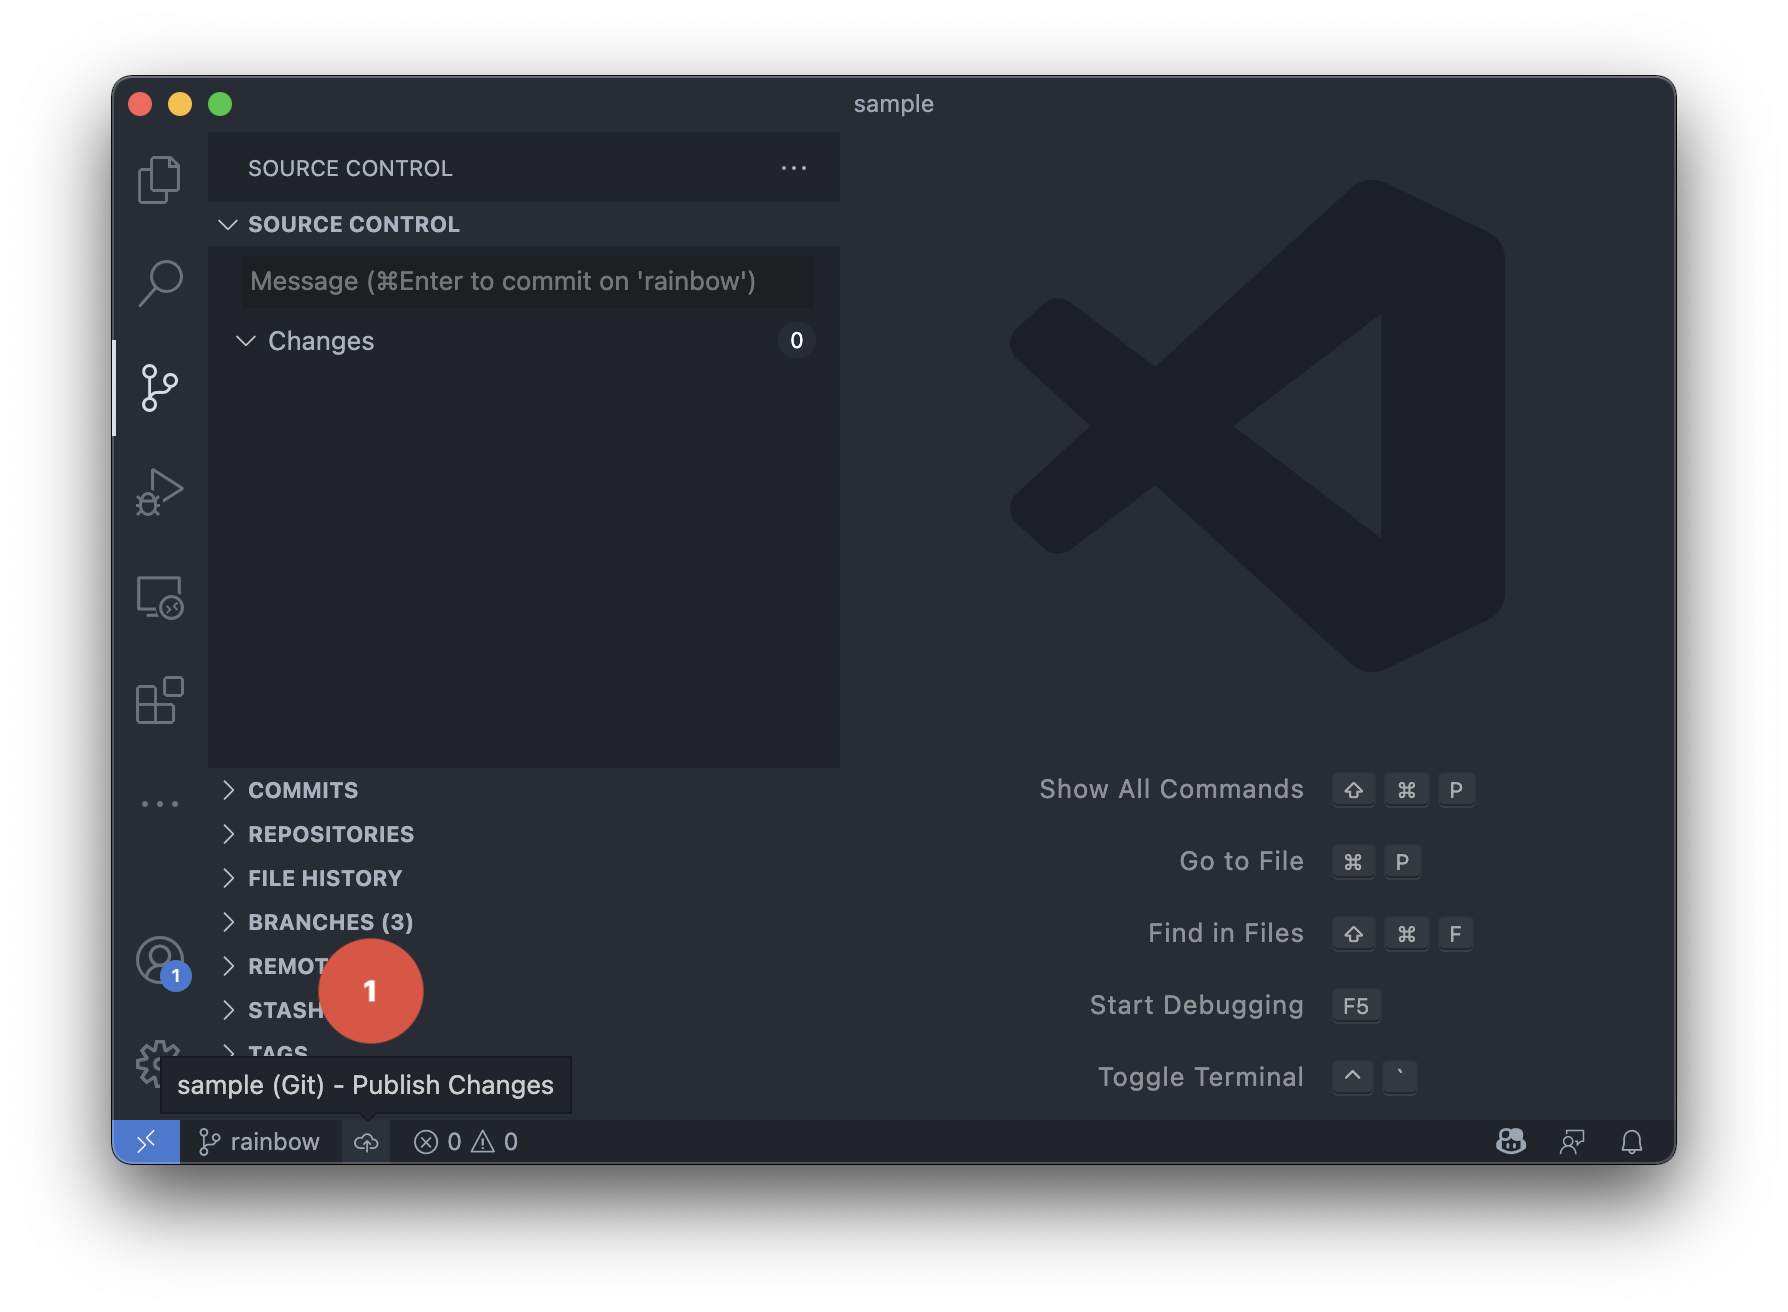 sample
SOURCE CONTROL
SOURCE CONTROL
Message (⌘Enter to commit on 'rainbow')
Changes 0
COMMITS
REPOSITORIES
FILE HISTORY
BRANCHES (3)
REMOT
STASH
TAGS
1
1
sample (Git) - Publish Changes
rainbow 0 0
Show All Commands ⇧ ⌘ P
Go to File ⌘ P
Find in Files ⇧ ⌘ F
Start Debugging F5
Toggle Terminal ^ `